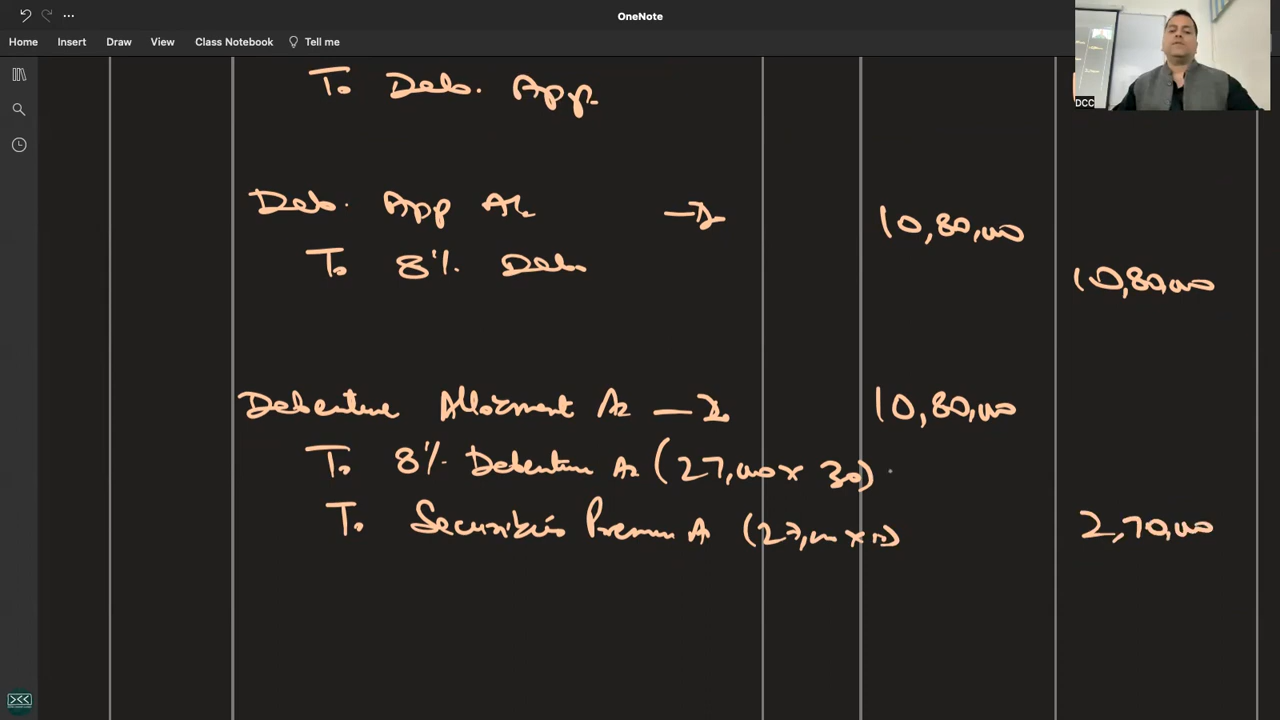 OneNote
Home Insert Draw View Class Notebook Tell me
DCC
To Deb. App.
Deb. App A/c — Dr 10,80,000
To 8% Deb 10,80,000
Debenture Allotment A/c — Dr 10,80,000
To 8% Debenture A/c (27,000 x 30)
To Securities Premium A/c (27,000 x 10) 2,70,000
DCC